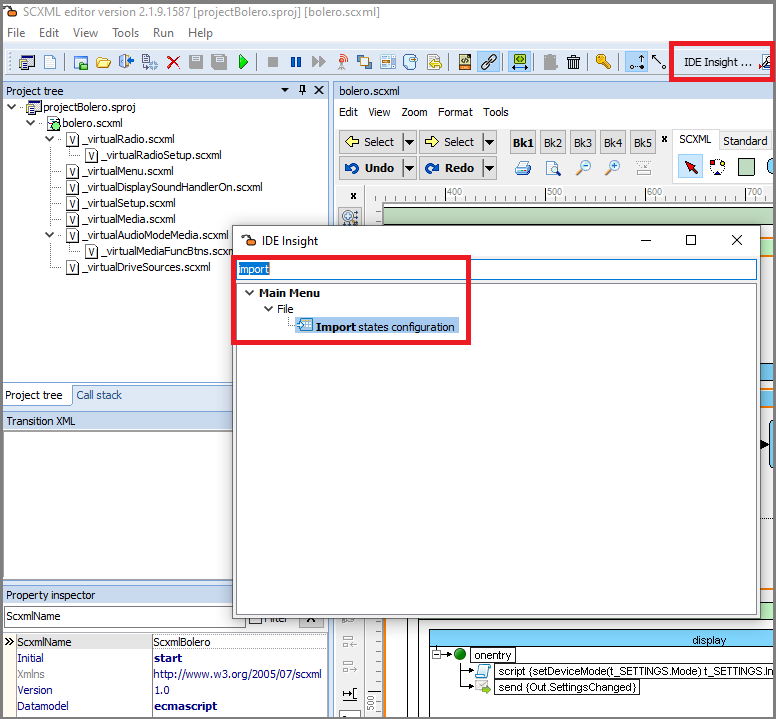 SCXML editor version 2.1.9.1587 [projectBolero.sproj] [bolero.scxml]
File Edit View Tools Run Help
IDE Insight ...
Project tree
projectBolero.sproj
bolero.scxml
_virtualRadio.scxml
_virtualRadioSetup.scxml
_virtualMenu.scxml
_virtualDisplaySoundHandlerOn.scxml
_virtualSetup.scxml
_virtualMedia.scxml
_virtualAudioModeMedia.scxml
_virtualMediaFuncBtns.scxm
_virtualDriveSources.scxml
Project tree Call stack
Transition XML
Property inspector
ScxmlName
Filter
ScxmlName ScxmlBolero
Initial start
Xmlns http://www.w3.org/2005/07/scxml
Version 1.0
Datamodel ecmascript
bolero.scxml
Edit View Zoom Format Tools
Select Select Bk1 Bk2 Bk3 Bk4 Bk5 x SCXML Standard
Undo Redo
x 400 500 600 700
IDE Insight
import
Main Menu
File
Import states configuration
500
display
onentry
script {setDeviceMode(t_SETTINGS.Mode) t_SETTINGS.In
send {Out.SettingsChanged}